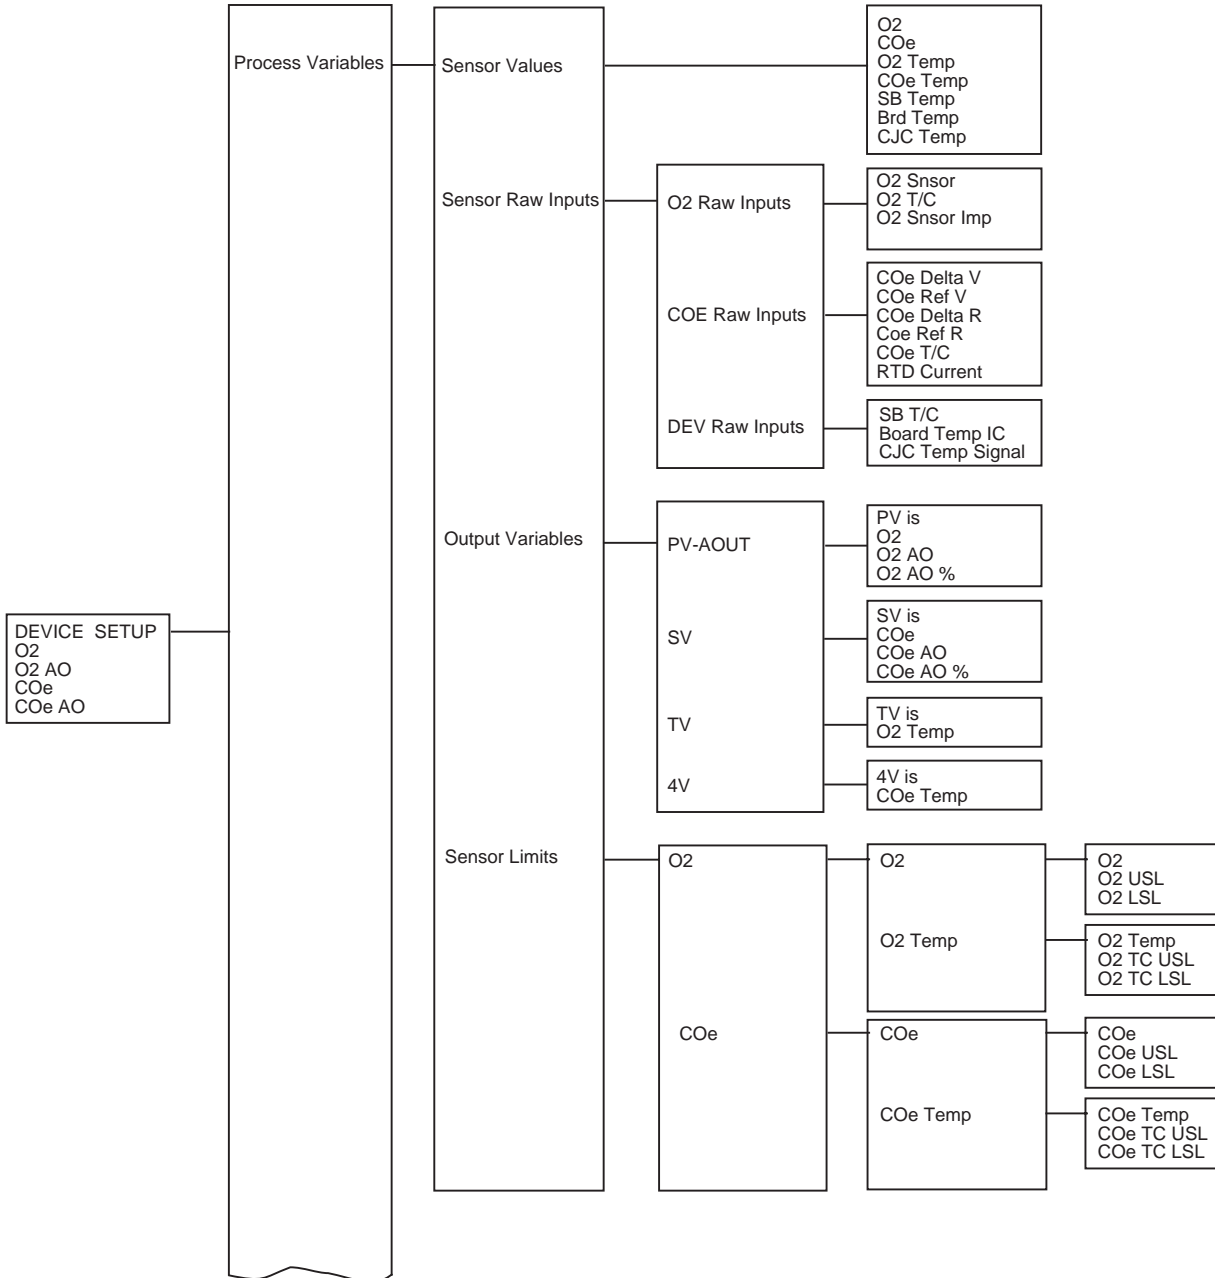 DEVICE SETUP
O2
O2 AO
COe
COe AO
Process Variables
Sensor Values
O2
COe
O2 Temp
COe Temp
SB Temp
Brd Temp
CJC Temp
Sensor Raw Inputs
O2 Raw Inputs
O2 Snsor
O2 T/C
O2 Snsor Imp
COE Raw Inputs
COe Delta V
COe Ref V
COe Delta R
Coe Ref R
COe T/C
RTD Current
DEV Raw Inputs
SB T/C
Board Temp IC
CJC Temp Signal
Output Variables
PV-AOUT
PV is
O2
O2 AO
O2 AO %
SV
SV is
COe
COe AO
COe AO %
TV
TV is
O2 Temp
4V
4V is
COe Temp
Sensor Limits
O2
O2
O2
O2 USL
O2 LSL
O2 Temp
O2 Temp
O2 TC USL
O2 TC LSL
COe
COe
COe
COe USL
COe LSL
COe Temp
COe Temp
COe TC USL
COe TC LSL